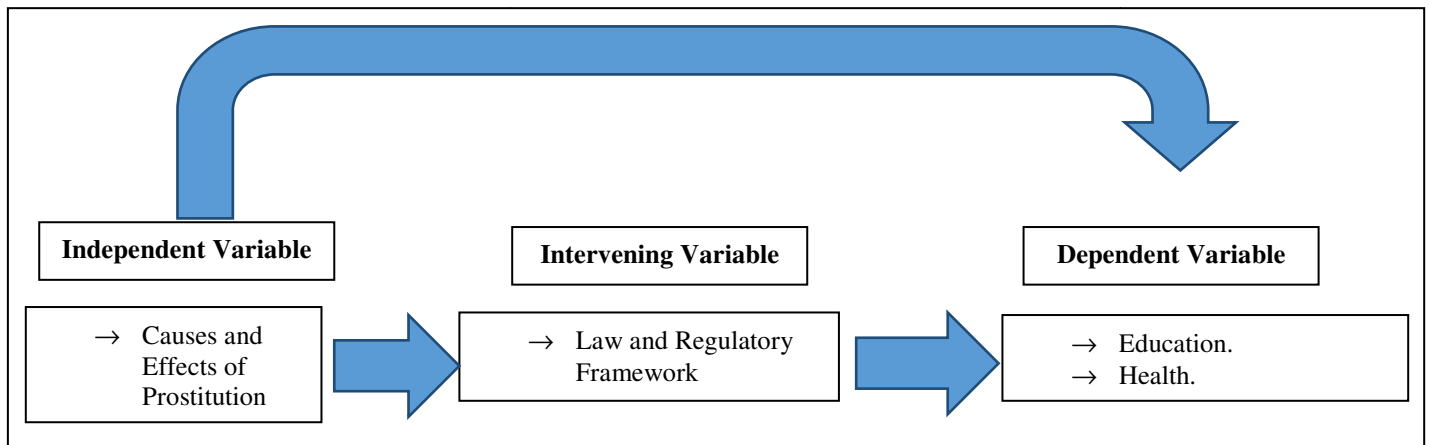 Independent Variable
Intervening Variable
Dependent Variable
→ Causes and
Effects of
Prostitution
→ Law and Regulatory
Framework
→ Education.
→ Health.